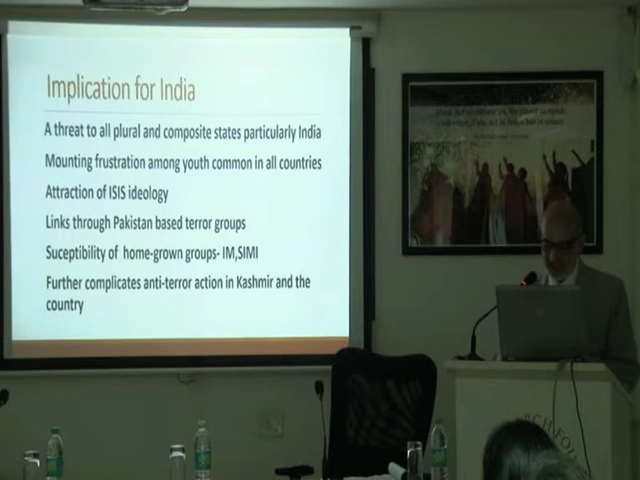 Implication for India
A threat to all plural and composite states particularly India
Mounting frustration among youth common in all countries
Attraction of ISIS ideology
Links through Pakistan based terror groups
Suceptibility of home-grown groups- IM,SIMI
Further complicates anti-terror action in Kashmir and the
country